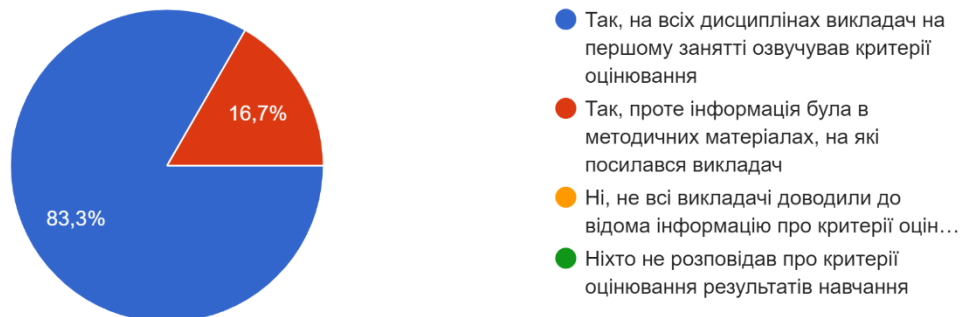 83,3%
16,7%
Так, на всіх дисциплінах викладач на
першому занятті озвучував критерії
оцінювання
Так, проте інформація була в
методичних матеріалах, на які
посилався викладач
Ні, не всі викладачі доводили до
відома інформацію про критерії оцін…
Ніхто не розповідав про критерії
оцінювання результатів навчання